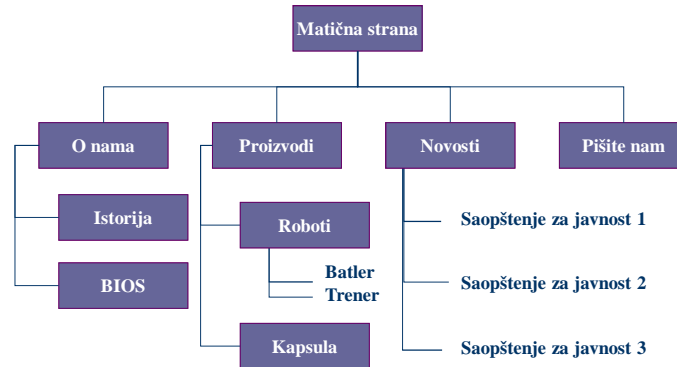 Matična strana
O nama
Proizvodi
Novosti
Pišite nam
Istorija
Roboti
Saopštenje za javnost 1
BIOS
Batler
Trener
Saopštenje za javnost 2
Kapsula
Saopštenje za javnost 3